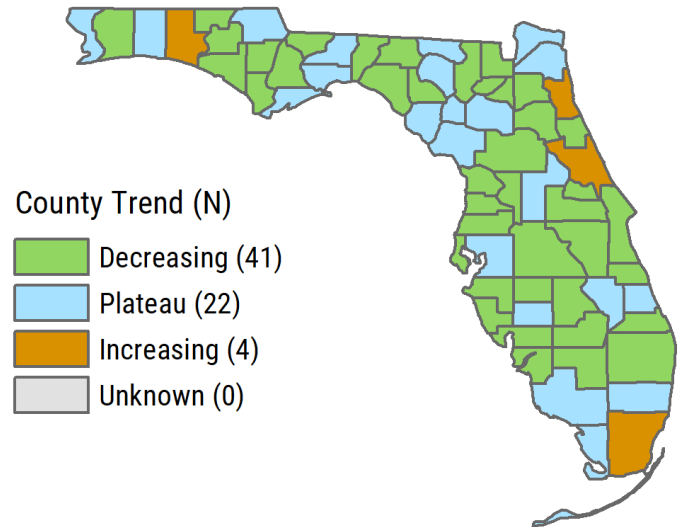 County Trend (N)
Decreasing (41)
Plateau (22)
Increasing (4)
Unknown (0)